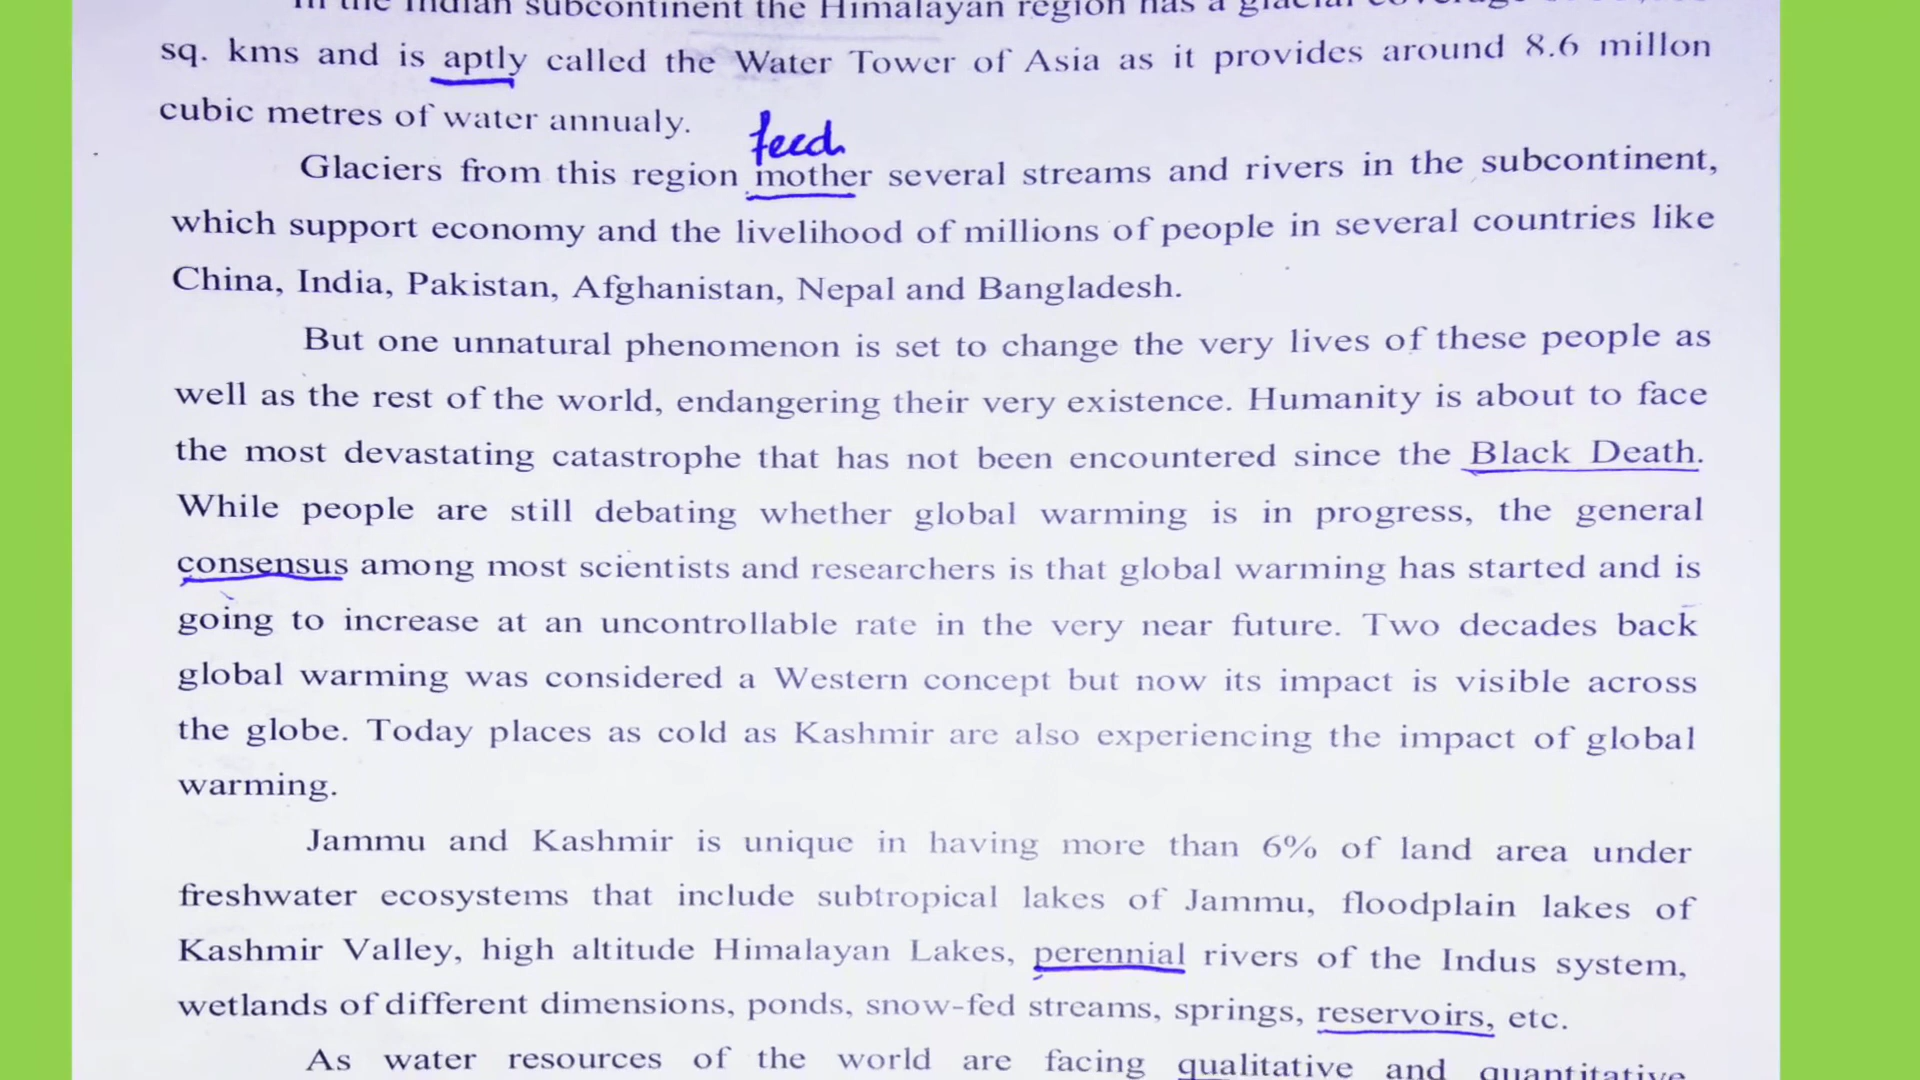 In the Indian subcontinent the Himalayan region has a glacial coverage
sq. kms and is aptly called the Water Tower of Asia as it provides around 8.6 millon
cubic metres of water annualy.
feed
Glaciers from this region mother several streams and rivers in the subcontinent,
which support economy and the livelihood of millions of people in several countries like
China, India, Pakistan, Afghanistan, Nepal and Bangladesh.
But one unnatural phenomenon is set to change the very lives of these people as
well as the rest of the world, endangering their very existence. Humanity is about to face
the most devastating catastrophe that has not been encountered since the Black Death.
While people are still debating whether global warming is in progress, the general
consensus among most scientists and researchers is that global warming has started and is
going to increase at an uncontrollable rate in the very near future. Two decades back
global warming was considered a Western concept but now its impact is visible across
the globe. Today places as cold as Kashmir are also experiencing the impact of global
warming.
Jammu and Kashmir is unique in having more than 6% of land area under
freshwater ecosystems that include subtropical lakes of Jammu, floodplain lakes of
Kashmir Valley, high altitude Himalayan Lakes, perennial rivers of the Indus system,
wetlands of different dimensions, ponds, snow-fed streams, springs, reservoirs, etc.
As water resources of the world are facing qualitative and quantitative